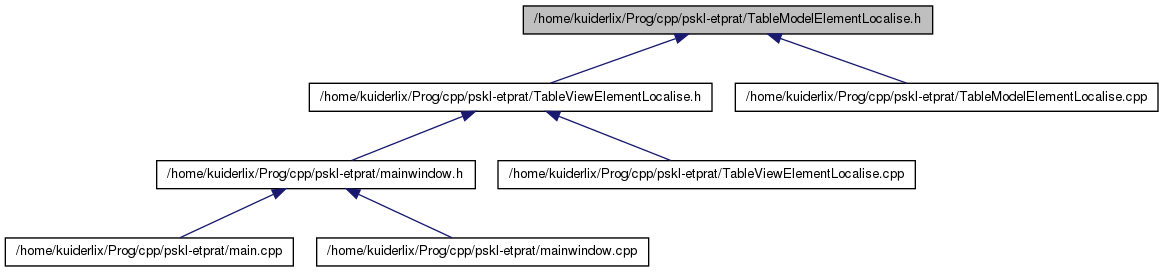 /home/kuiderlix/Prog/cpp/pskl-etprat/TableModelElementLocalise.h
/home/kuiderlix/Prog/cpp/pskl-etprat/TableViewElementLocalise.h
/home/kuiderlix/Prog/cpp/pskl-etprat/TableModelElementLocalise.cpp
/home/kuiderlix/Prog/cpp/pskl-etprat/mainwindow.h
/home/kuiderlix/Prog/cpp/pskl-etprat/TableViewElementLocalise.cpp
/home/kuiderlix/Prog/cpp/pskl-etprat/main.cpp
/home/kuiderlix/Prog/cpp/pskl-etprat/mainwindow.cpp